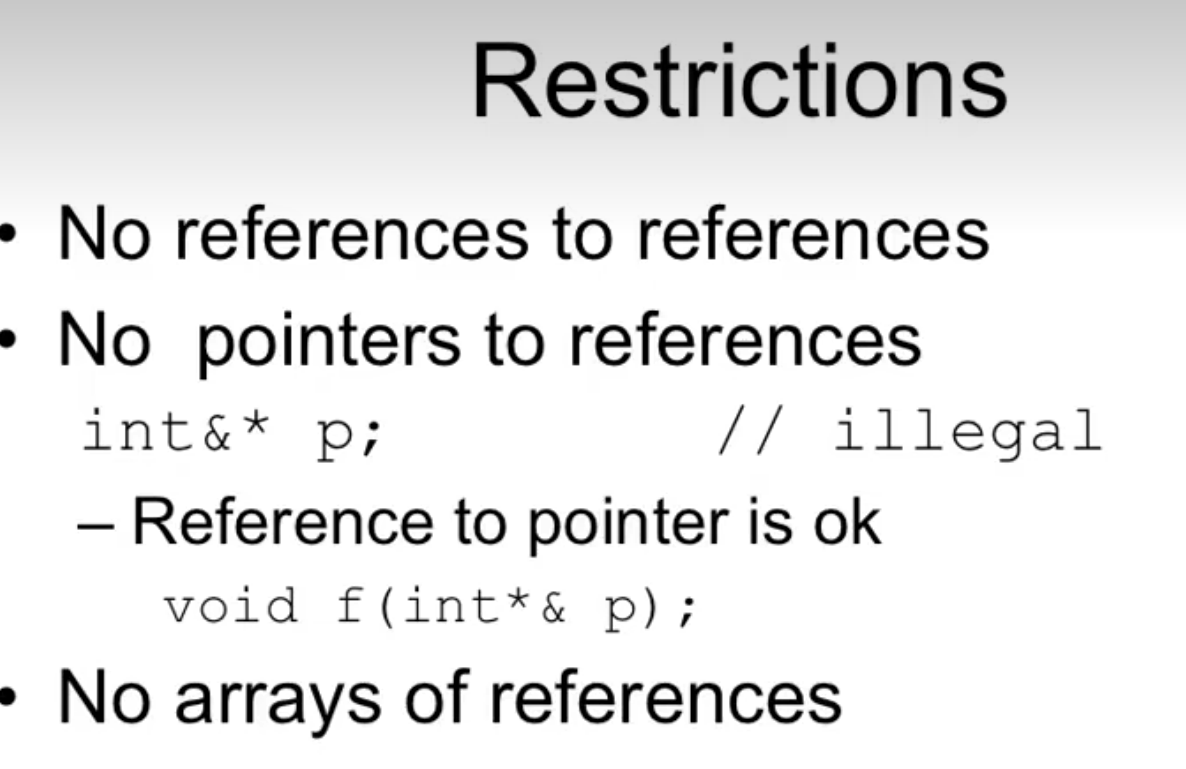 Restrictions
• No references to references
• No  pointers to references
int&* p;          // illegal
– Reference to pointer is ok
void f(int*& p);
• No arrays of references